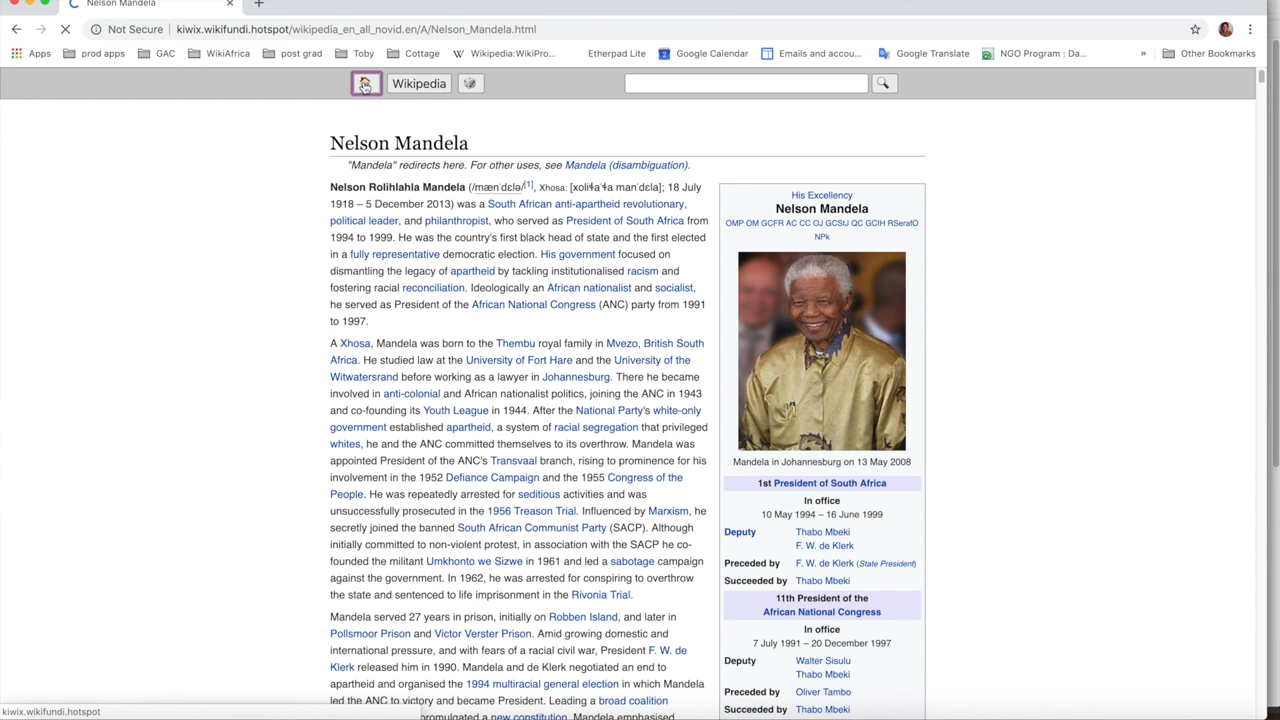 Nelson Mandela
Not Secure kiwix.wikifundi.hotspot/wikipedia_en_all_novid.en/A/Nelson_Mandela.html
Apps prod apps GAC WikiAfrica post grad Toby Cottage Wikipedia:WikiPro... Etherpad Lite Google Calendar Emails and accou... Google Translate NGO Program : Da... » Other Bookmarks
Wikipedia
Nelson Mandela
"Mandela" redirects here. For other uses, see Mandela (disambiguation).
Nelson Rolihlahla Mandela (/mænˈdɛlə/[1], Xhosa: [xoliɬaˈɬa manˈdɛla]; 18 July
1918 – 5 December 2013) was a South African anti-apartheid revolutionary,
political leader, and philanthropist, who served as President of South Africa from
1994 to 1999. He was the country's first black head of state and the first elected
in a fully representative democratic election. His government focused on
dismantling the legacy of apartheid by tackling institutionalised racism and
fostering racial reconciliation. Ideologically an African nationalist and socialist,
he served as President of the African National Congress (ANC) party from 1991
to 1997.
A Xhosa, Mandela was born to the Thembu royal family in Mvezo, British South
Africa. He studied law at the University of Fort Hare and the University of the
Witwatersrand before working as a lawyer in Johannesburg. There he became
involved in anti-colonial and African nationalist politics, joining the ANC in 1943
and co-founding its Youth League in 1944. After the National Party's white-only
government established apartheid, a system of racial segregation that privileged
whites, he and the ANC committed themselves to its overthrow. Mandela was
appointed President of the ANC's Transvaal branch, rising to prominence for his
involvement in the 1952 Defiance Campaign and the 1955 Congress of the
People. He was repeatedly arrested for seditious activities and was
unsuccessfully prosecuted in the 1956 Treason Trial. Influenced by Marxism, he
secretly joined the banned South African Communist Party (SACP). Although
initially committed to non-violent protest, in association with the SACP he co-
founded the militant Umkhonto we Sizwe in 1961 and led a sabotage campaign
against the government. In 1962, he was arrested for conspiring to overthrow
the state and sentenced to life imprisonment in the Rivonia Trial.
Mandela served 27 years in prison, initially on Robben Island, and later in
Pollsmoor Prison and Victor Verster Prison. Amid growing domestic and
international pressure, and with fears of a racial civil war, President F. W. de
Klerk released him in 1990. Mandela and de Klerk negotiated an end to
apartheid and organised the 1994 multiracial general election in which Mandela
led the ANC to victory and became President. Leading a broad coalition
promulgated a new constitution, Mandela emphasised
His Excellency
Nelson Mandela
OMP OM GCFR AC CC OJ GCStJ QC GCIH RSerafO
NPk
Mandela in Johannesburg on 13 May 2008
1st President of South Africa
In office
10 May 1994 – 16 June 1999
Deputy Thabo Mbeki
F. W. de Klerk
Preceded by F. W. de Klerk (State President)
Succeeded by Thabo Mbeki
11th President of the
African National Congress
In office
7 July 1991 – 20 December 1997
Deputy Walter Sisulu
Thabo Mbeki
Preceded by Oliver Tambo
Succeeded by Thabo Mbeki
kiwix.wikifundi.hotspot